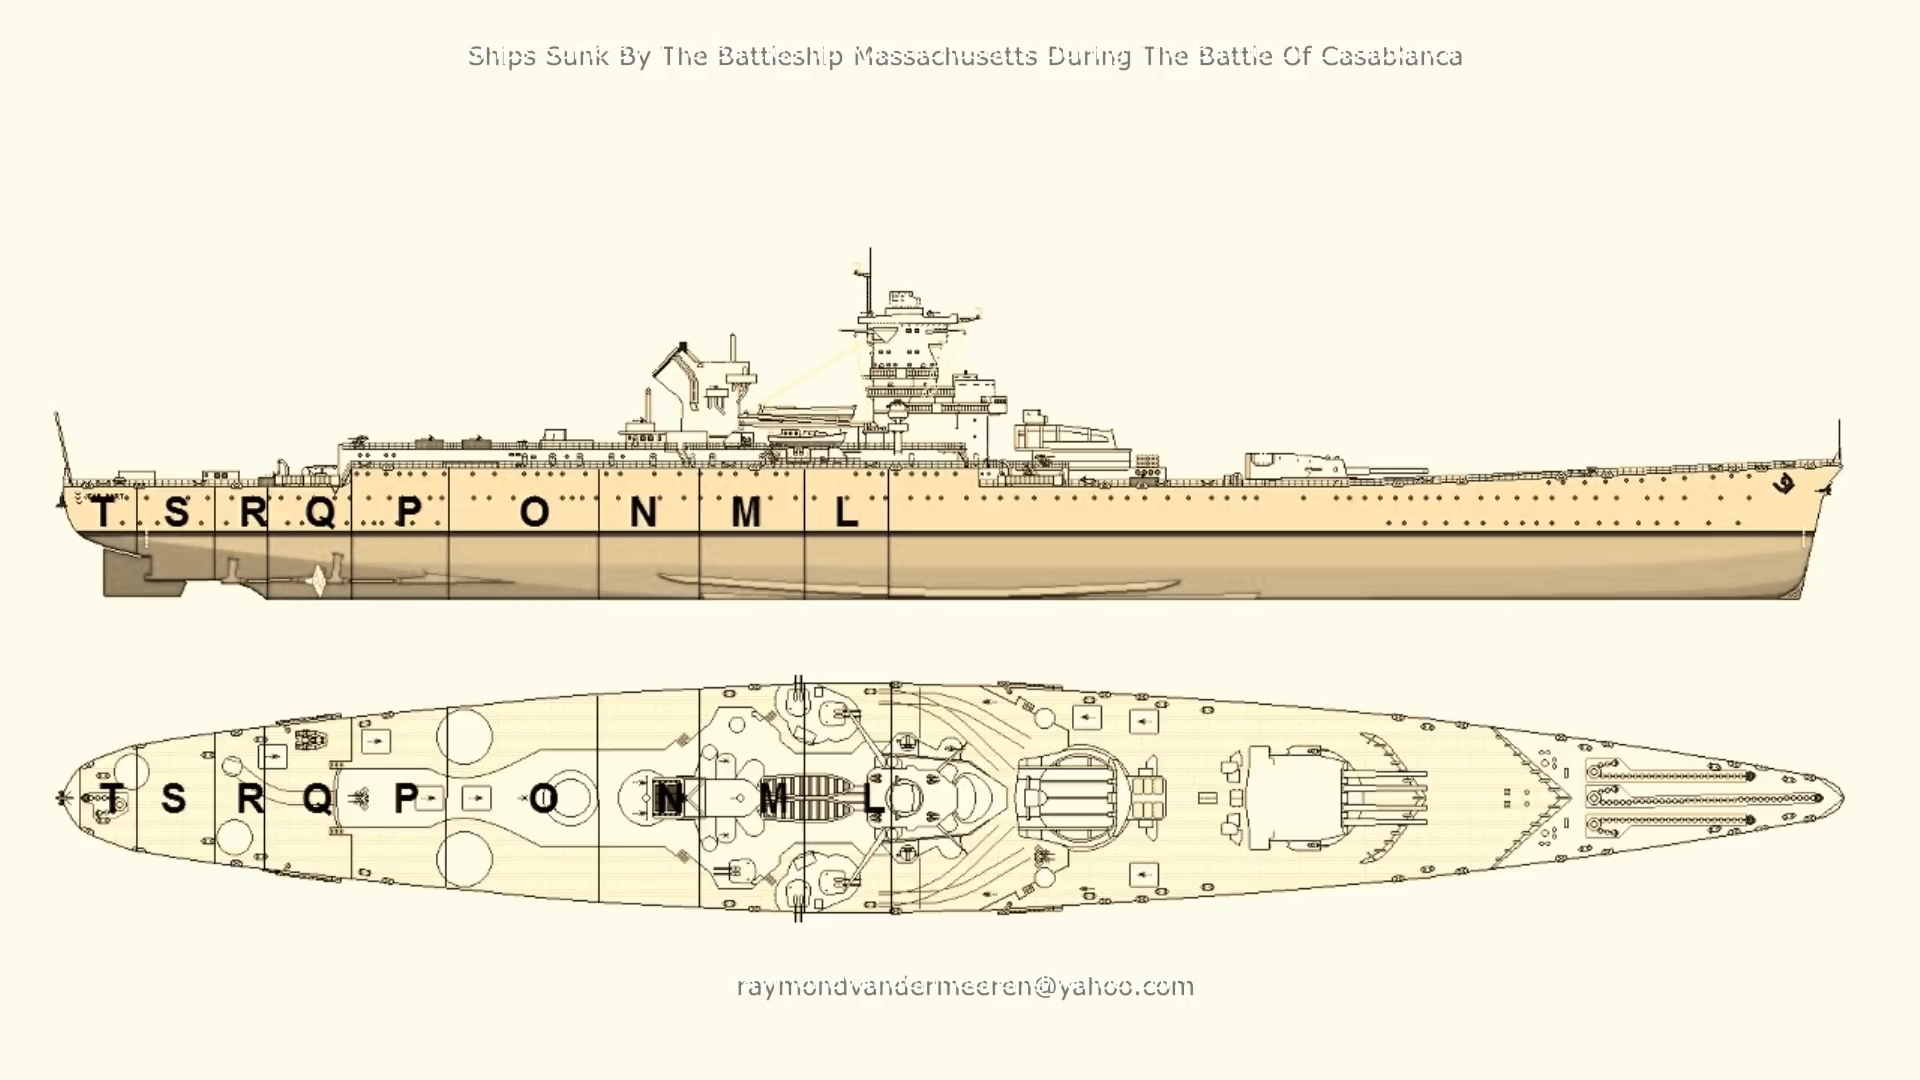 Ships Sunk By The Battleship Massachusetts During The Battle Of Casablanca
T S R Q P O N M L
T S R Q P O N M L
raymondvandermeeren@yahoo.com